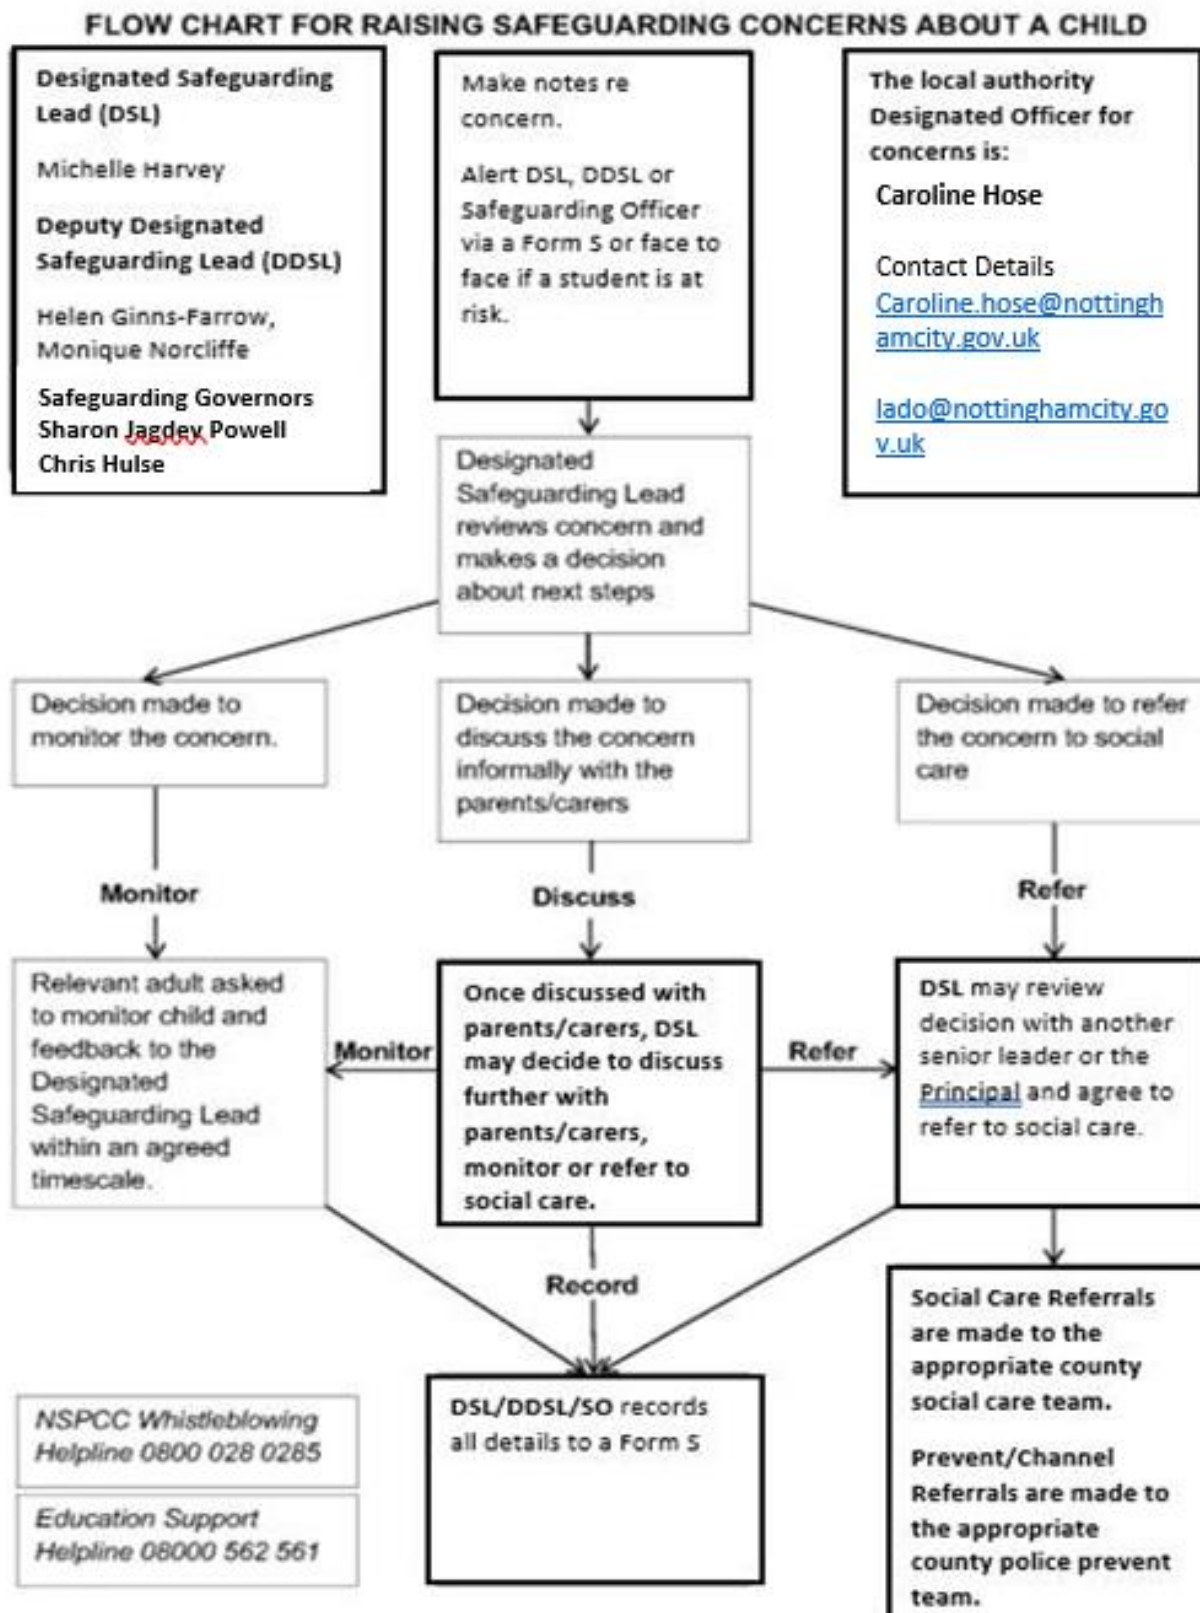 FLOW CHART FOR RAISING SAFEGUARDING CONCERNS ABOUT A CHILD
Designated Safeguarding
Lead (DSL)
Michelle Harvey
Deputy Designated
Safeguarding Lead (DDSL)
Helen Ginns-Farrow,
Monique Norcliffe
Safeguarding Governors
Sharon Jagdev Powell
Chris Hulse
Make notes re
concern.
Alert DSL, DDSL or
Safeguarding Officer
via a Form S or face to
face if a student is at
risk.
The local authority
Designated Officer for
concerns is:
Caroline Hose
Contact Details
Caroline.hose@nottingh
amcity.gov.uk
lado@nottinghamcity.go
v.uk
Designated
Safeguarding Lead
reviews concern and
makes a decision
about next steps
Decision made to
monitor the concern.
Decision made to
discuss the concern
informally with the
parents/carers
Decision made to refer
the concern to social
care
Monitor
Discuss
Refer
Relevant adult asked
to monitor child and
feedback to the
Designated
Safeguarding Lead
within an agreed
timescale.
Monitor
Once discussed with
parents/carers, DSL
may decide to discuss
further with
parents/carers,
monitor or refer to
social care.
Refer
DSL may review
decision with another
senior leader or the
Principal and agree to
refer to social care.
Record
Social Care Referrals
are made to the
appropriate county
social care team.
Prevent/Channel
Referrals are made to
the appropriate
county police prevent
team.
DSL/DDSL/SO records
all details to a Form S
NSPCC Whistleblowing
Helpline 0800 028 0285
Education Support
Helpline 08000 562 561